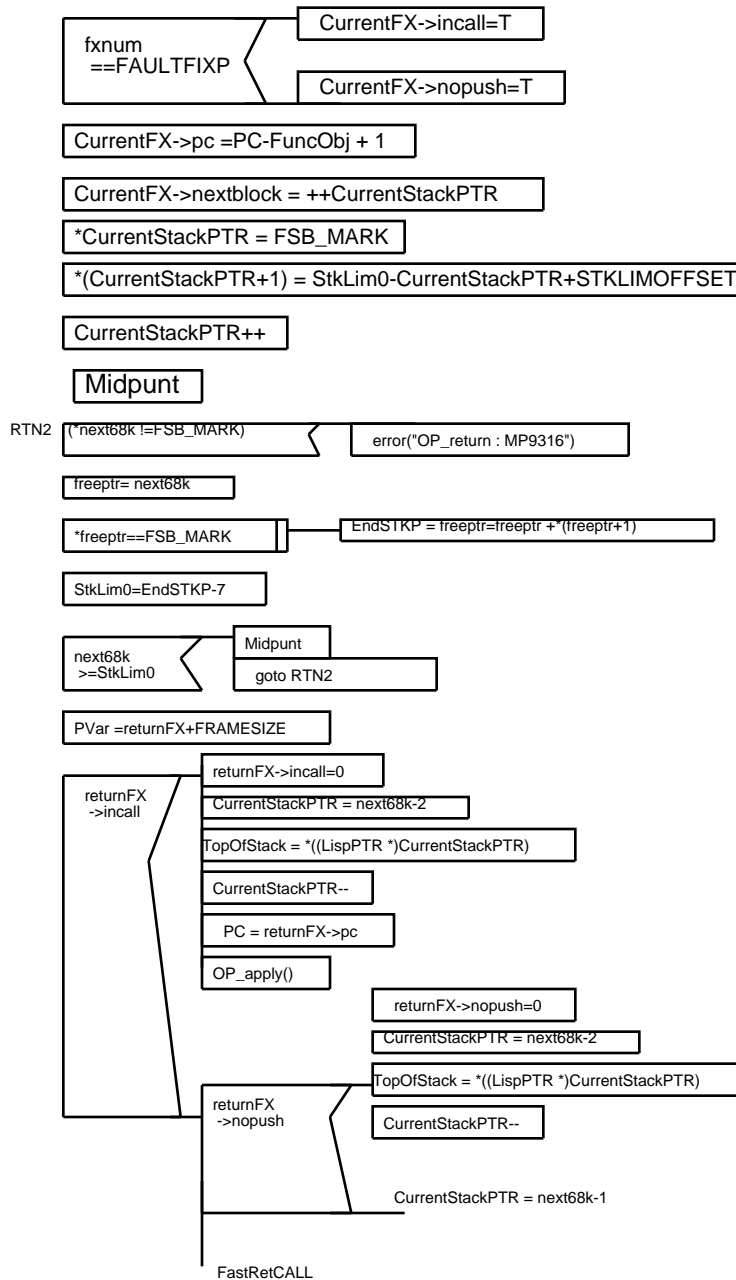 CurrentFX->incall=T
fxnum
==FAULTFIXP
CurrentFX->nopush=T
CurrentFX->pc =PC-FuncObj + 1
CurrentFX->nextblock = ++CurrentStackPTR
*CurrentStackPTR = FSB_MARK
*(CurrentStackPTR+1) = StkLim0-CurrentStackPTR+STKLIMOFFSET
CurrentStackPTR++
Midpunt
RTN2
(*next68k !=FSB_MARK)
error("OP_return : MP9316")
freeptr= next68k
*freeptr==FSB_MARK
EndSTKP = freeptr=freeptr +*(freeptr+1)
StkLim0=EndSTKP-7
next68k
>=StkLim0
Midpunt
goto RTN2
PVar =returnFX+FRAMESIZE
returnFX
->incall
returnFX->incall=0
CurrentStackPTR = next68k-2
TopOfStack = *((LispPTR *)CurrentStackPTR)
CurrentStackPTR--
PC = returnFX->pc
OP_apply()
returnFX
->nopush
returnFX->nopush=0
CurrentStackPTR = next68k-2
TopOfStack = *((LispPTR *)CurrentStackPTR)
CurrentStackPTR--
CurrentStackPTR = next68k-1
FastRetCALL